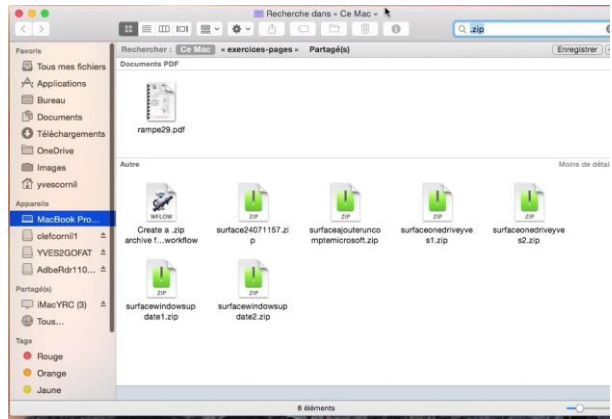 Recherche dans « Ce Mac »
.zip
Favoris
Tous mes fichiers
Applications
Bureau
Documents
Téléchargements
OneDrive
Images
yvescornil
Appareils
MacBook Pro...
clefcornil1
YVES2GOFAT
AdbeRdr110...
Partagé(s)
iMacYRC (3)
Tous...
Tags
Rouge
Orange
Jaune
Rechercher : Ce Mac « exercices-pages » Partagé(s) Enregistrer
Documents PDF
rampe29.pdf
Autre Moins de détai
WFLOW
ZIP
ZIP
ZIP
ZIP
Create a .zip
archive f...workflow
surface24071157.zi
p
surfaceajouterunco
mptemicrosoft.zip
surfaceonedriveyve
s1.zip
surfaceonedriveyve
s2.zip
ZIP
ZIP
surfacewindowsup
date1.zip
surfacewindowsup
date2.zip
8 éléments